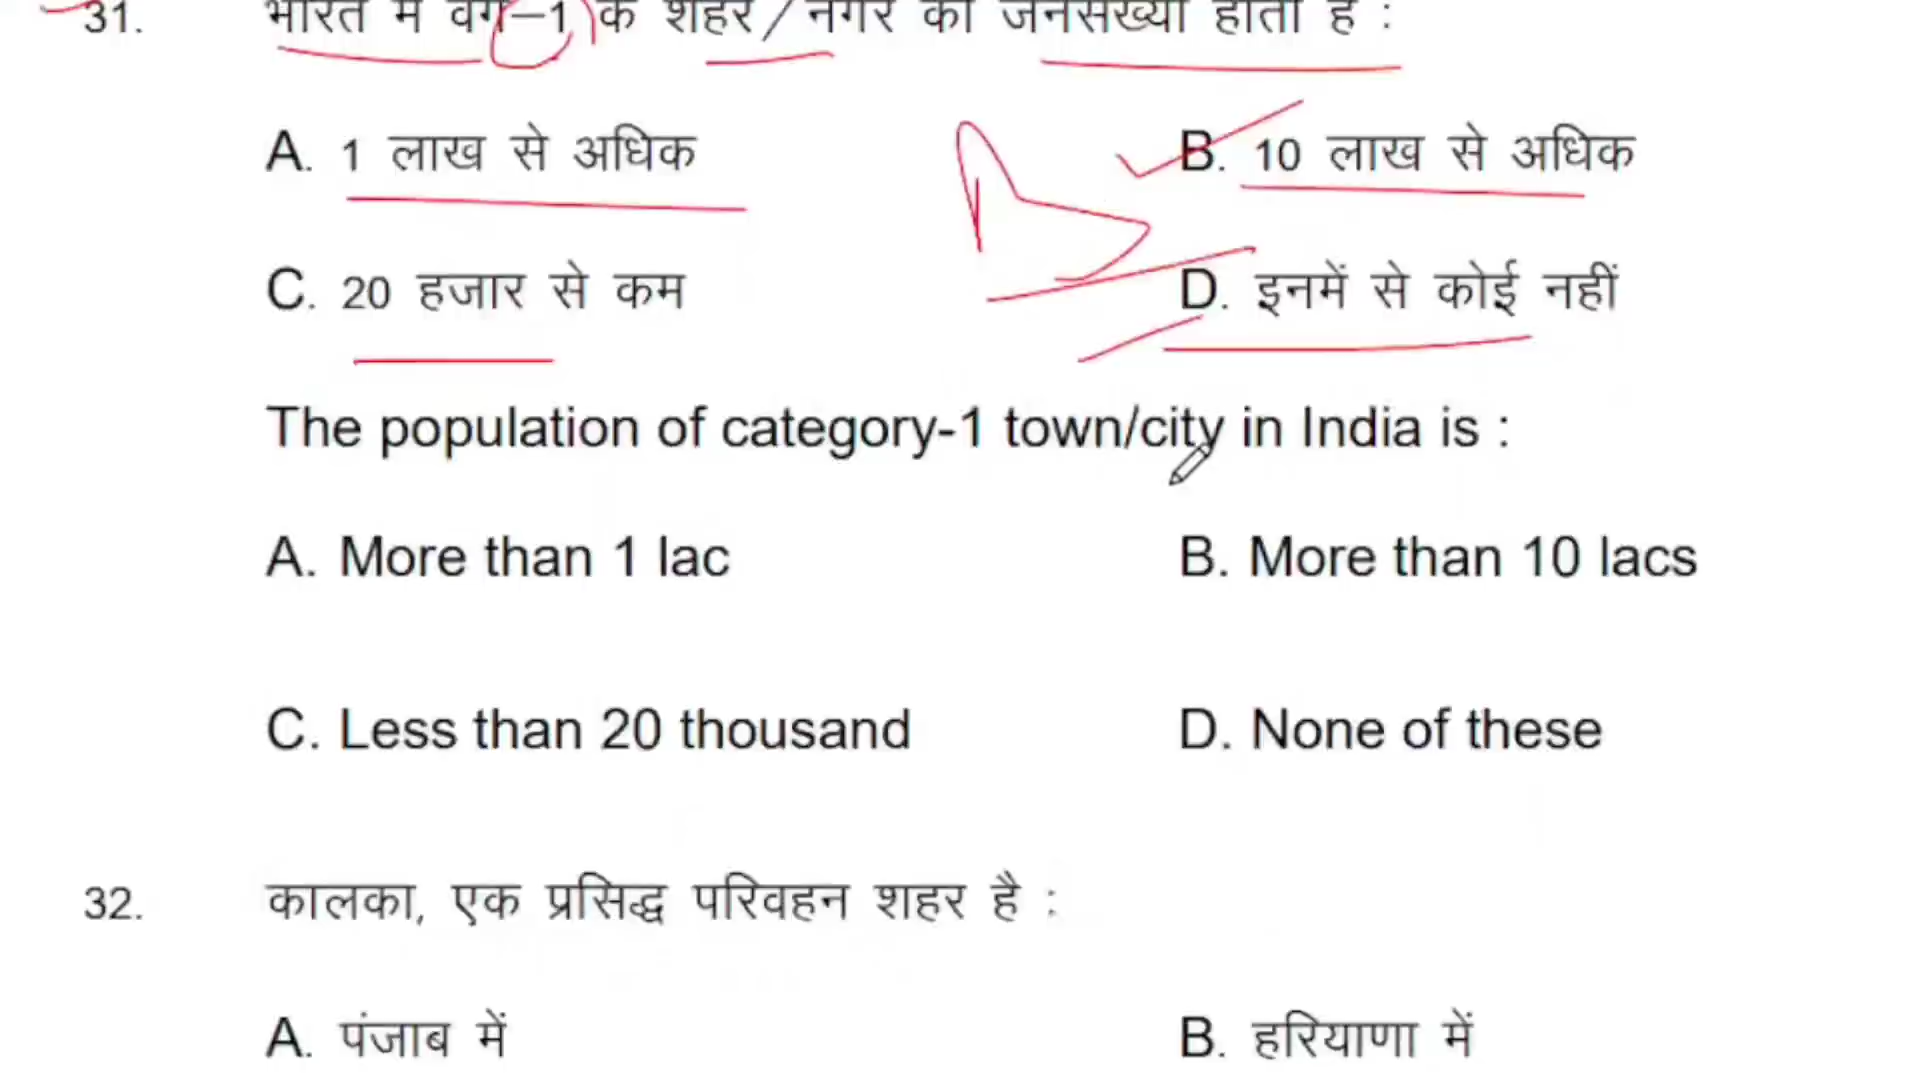 31. भारत में वर्ग–1 के शहर/नगर की जनसंख्या होती है :
A. 1 लाख से अधिक B. 10 लाख से अधिक
C. 20 हजार से कम D. इनमें से कोई नहीं
The population of category-1 town/city in India is :
A. More than 1 lac B. More than 10 lacs
C. Less than 20 thousand D. None of these
32. कालका, एक प्रसिद्ध परिवहन शहर है :
A. पंजाब में B. हरियाणा में